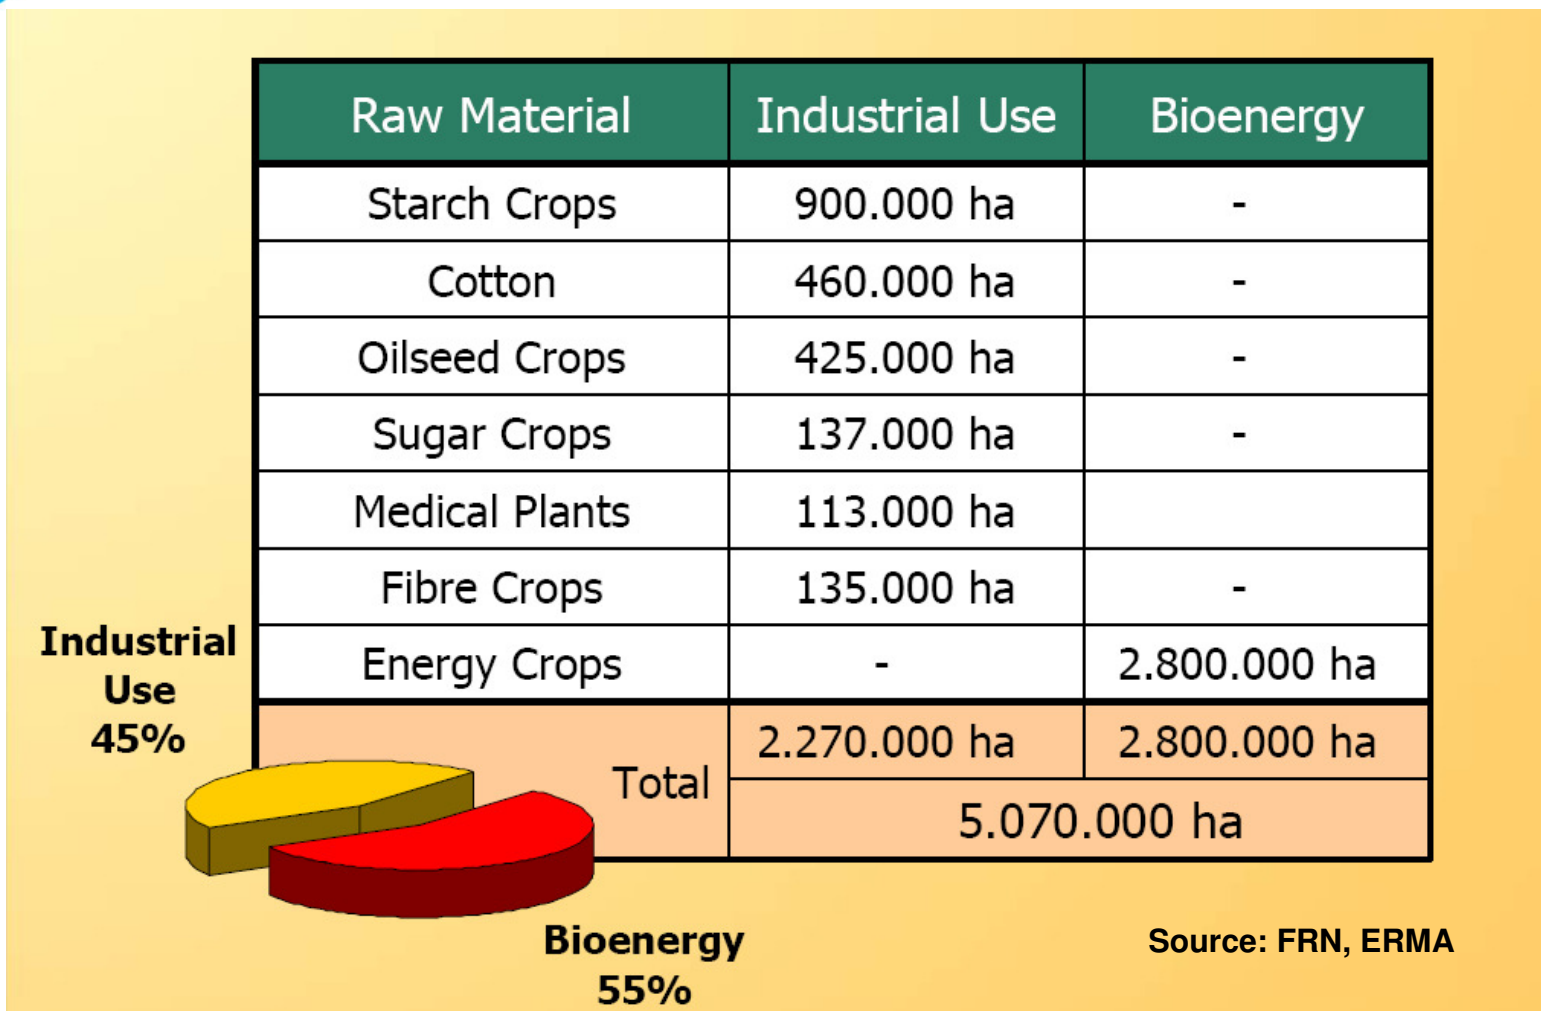 Raw Material Industrial Use Bioenergy
Starch Crops 900.000 ha -
Cotton 460.000 ha -
Oilseed Crops 425.000 ha -
Sugar Crops 137.000 ha -
Medical Plants 113.000 ha
Fibre Crops 135.000 ha -
Energy Crops - 2.800.000 ha
Total 2.270.000 ha 2.800.000 ha
5.070.000 ha
Industrial
Use
45%
Bioenergy
55%
Source: FRN, ERMA